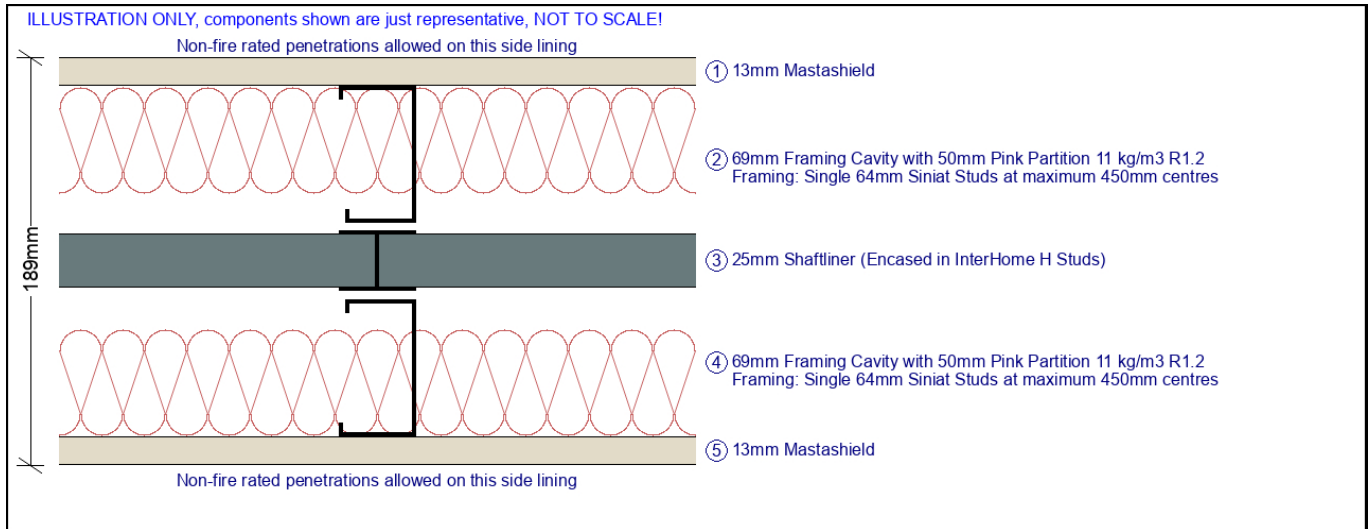 ILLUSTRATION ONLY, components shown are just representative, NOT TO SCALE!
Non-fire rated penetrations allowed on this side lining
1 13mm Mastashield
2 69mm Framing Cavity with 50mm Pink Partition 11 kg/m3 R1.2
Framing: Single 64mm Siniat Studs at maximum 450mm centres
189mm
3 25mm Shaftliner (Encased in InterHome H Studs)
4 69mm Framing Cavity with 50mm Pink Partition 11 kg/m3 R1.2
Framing: Single 64mm Siniat Studs at maximum 450mm centres
5 13mm Mastashield
Non-fire rated penetrations allowed on this side lining